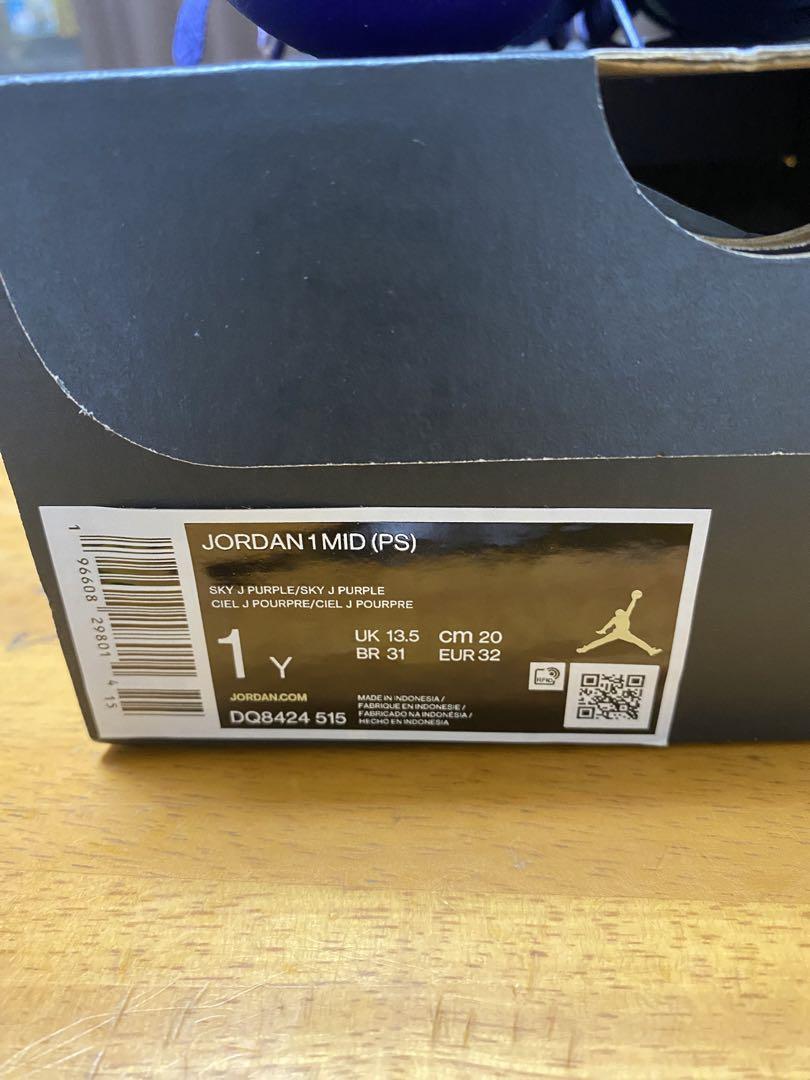 JORDAN 1 MID (PS)
SKY J PURPLE/SKY J PURPLE
CIEL J POURPRE/CIEL J POURPRE
1 Y
UK 13.5 cm 20
BR 31 EUR 32
RFID
JORDAN.COM
DQ8424 515
MADE IN INDONESIA /
FABRIQUE EN INDONESIE /
FABRICADO NA INDONÉSIA /
HECHO EN INDONESIA
1 96608 29801 4 15